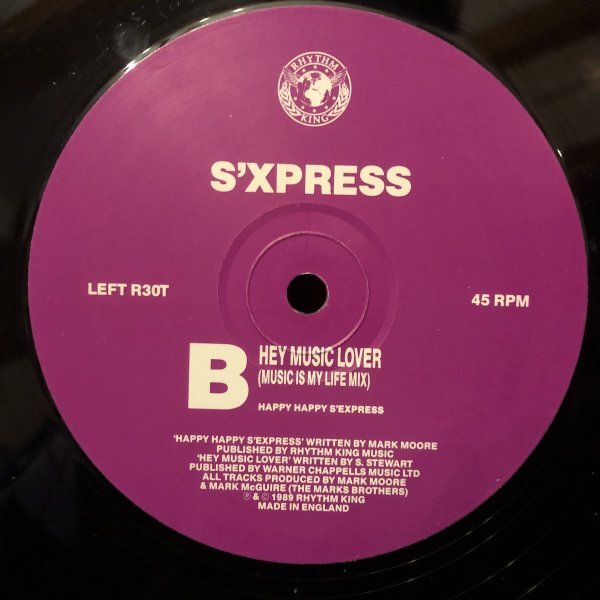 RHYTHM
KING
S'XPRESS
LEFT R30T
45 RPM
B
HEY MUSIC LOVER
(MUSIC IS MY LIFE MIX)
HAPPY HAPPY S'EXPRESS
'HAPPY HAPPY S'EXPRESS' WRITTEN BY MARK MOORE
PUBLISHED BY RHYTHM KING MUSIC
'HEY MUSIC LOVER' WRITTEN BY S. STEWART
PUBLISHED BY WARNER CHAPPELLS MUSIC LTD
ALL TRACKS PRODUCED BY MARK MOORE
& MARK McGUIRE (THE MARKS BROTHERS)
℗ & © 1989 RHYTHM KING
MADE IN ENGLAND